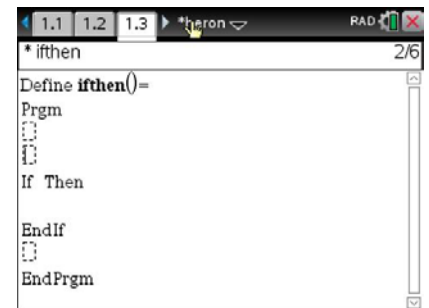 1.1 1.2 1.3 *heron RAD
* ifthen 2/6
Define ifthen()=
Prgm
If Then
EndIf
EndPrgm